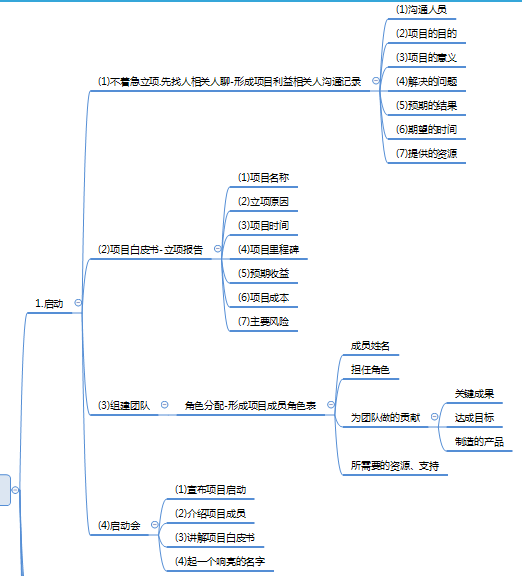 1.启动
(1)不着急立项.先找人相关人聊-形成项目利益相关人沟通记录
(1)沟通人员
(2)项目的目的
(3)项目的意义
(4)解决的问题
(5)预期的结果
(6)期望的时间
(7)提供的资源
(2)项目白皮书-立项报告
(1)项目名称
(2)立项原因
(3)项目时间
(4)项目里程碑
(5)预期收益
(6)项目成本
(7)主要风险
(3)组建团队
角色分配-形成项目成员角色表
成员姓名
担任角色
为团队做的贡献
关键成果
达成目标
制造的产品
所需要的资源、支持
(4)启动会
(1)宣布项目启动
(2)介绍项目成员
(3)讲解项目白皮书
(4)起一个响亮的名字